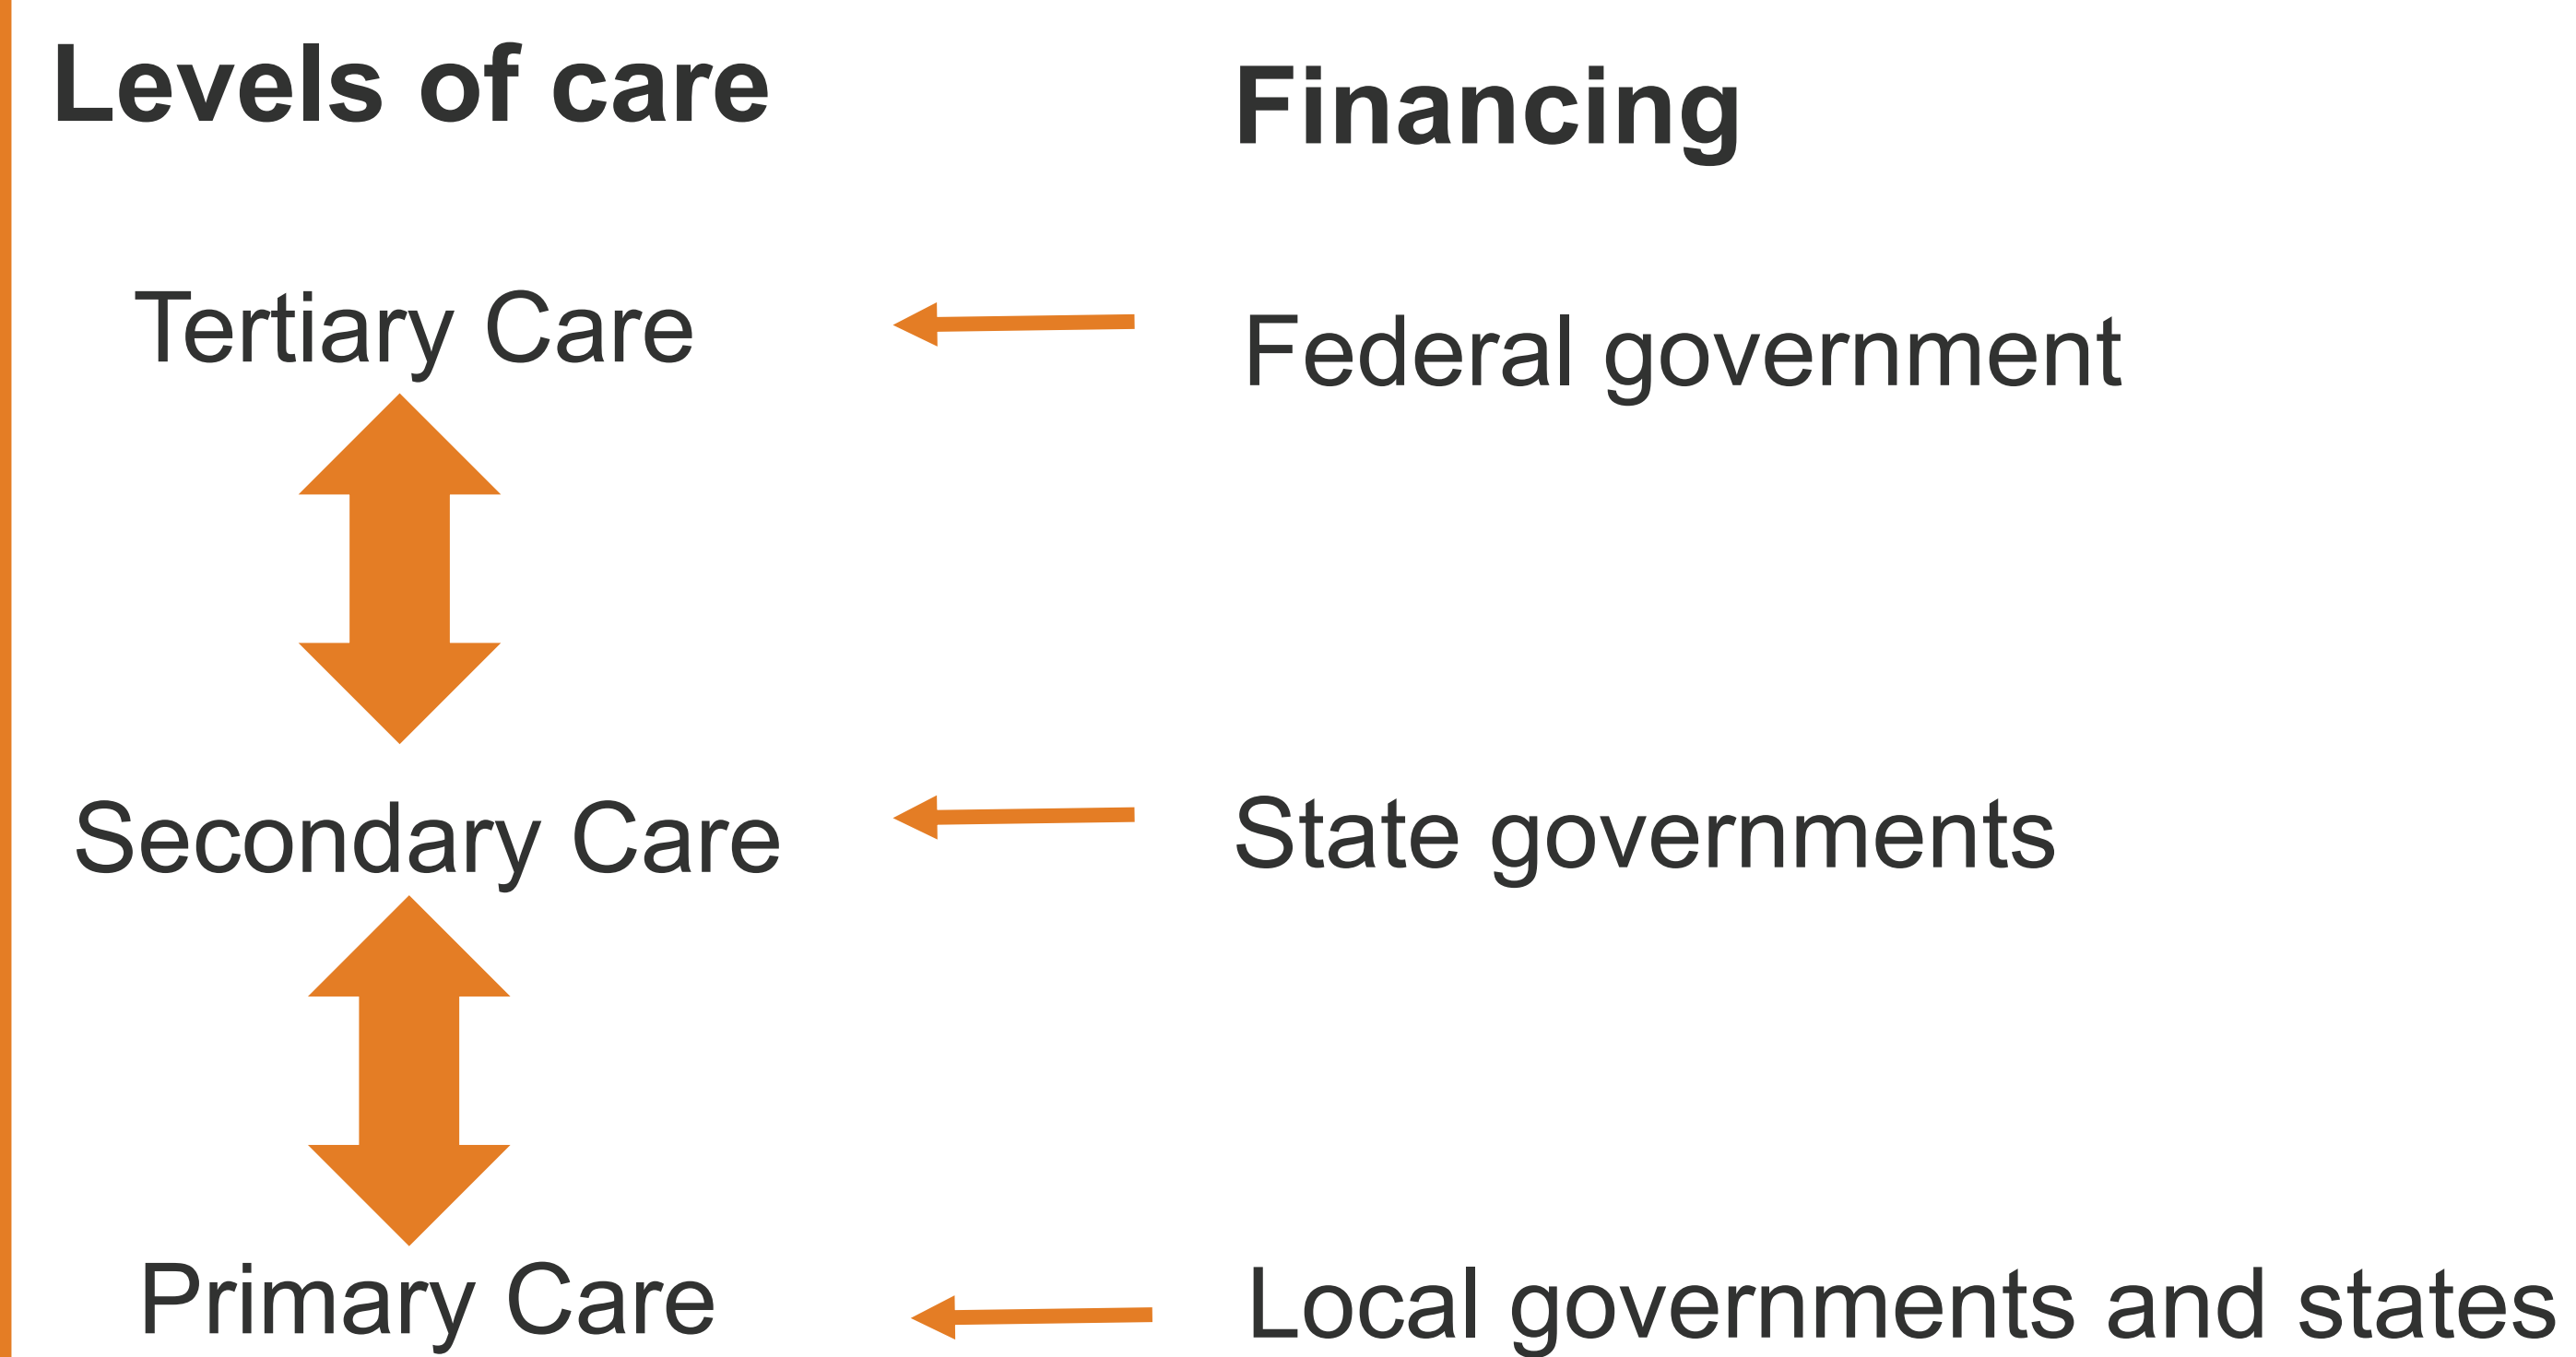 Levels of care
Financing
Tertiary Care
Federal government
Secondary Care
State governments
Primary Care
Local governments and states